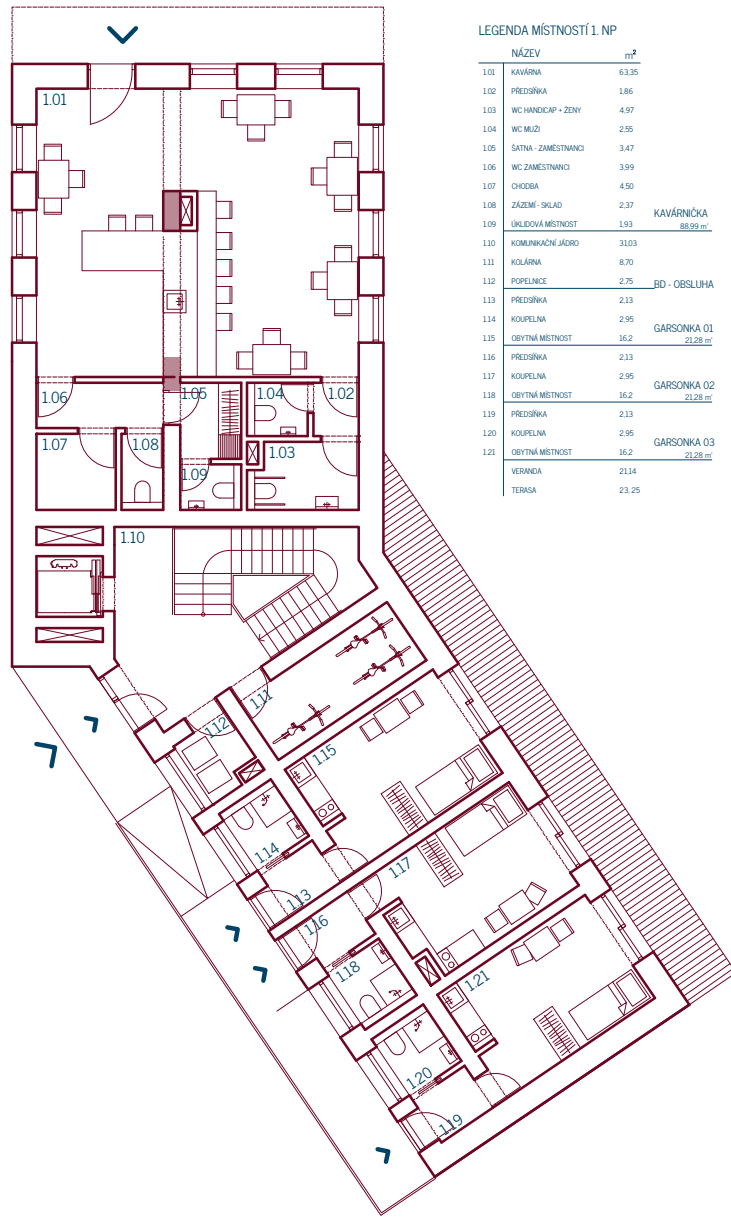 LEGENDA MÍSTNOSTÍ 1. NP
NÁZEV m²
1.01 KAVÁRNA 63,35
1.02 PŘEDSÍŇKA 1,86
1.03 WC HANDICAP + ŽENY 4,97
1.04 WC MUŽI 2,55
1.05 ŠATNA - ZAMĚSTNANCI 3,47
1.06 WC ZAMĚSTNANCI 3,99
1.07 CHODBA 4,50
1.08 ZÁZEMÍ - SKLAD 2,37
KAVÁRNIČKA
1.09 ÚKLIDOVÁ MÍSTNOST 1,93 88,99 m²
1.10 KOMUNIKAČNÍ JÁDRO 31,03
1.11 KOLÁRNA 8,70
1.12 POPELNICE 2,75 BD - OBSLUHA
1.13 PŘEDSÍŇKA 2,13
1.14 KOUPELNA 2,95 GARSONKA 01
1.15 OBYTNÁ MÍSTNOST 16,2 21,28 m²
1.16 PŘEDSÍŇKA 2,13
1.17 KOUPELNA 2,95 GARSONKA 02
1.18 OBYTNÁ MÍSTNOST 16,2 21,28 m²
1.19 PŘEDSÍŇKA 2,13
1.20 KOUPELNA 2,95 GARSONKA 03
1.21 OBYTNÁ MÍSTNOST 16,2 21,28 m²
VERANDA 21,14
TERASA 23,25
1.01
1.06
1.05
1.04
1.02
1.07
1.08
1.09
1.03
1.10
1.11
1.12
1.15
1.14
1.13
1.17
1.16
1.18
1.21
1.20
1.19